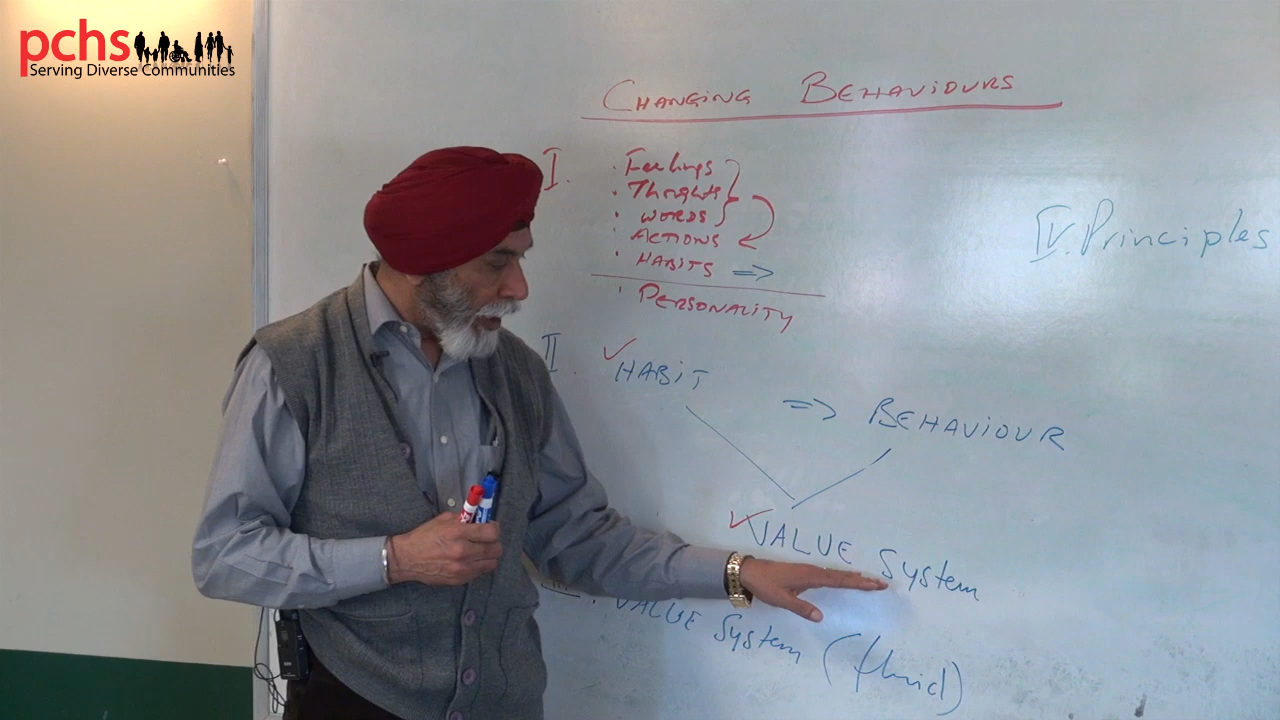 pchs
Serving Diverse Communities
CHANGING BEHAVIOURS
I. • Feelings
• Thoughts
• WORDS
• ACTIONS
• HABITS =>
• PERSONALITY
IV. Principles
II. ✓ HABIT
=> BEHAVIOUR
✓ VALUE System
• VALUE System (fluid)